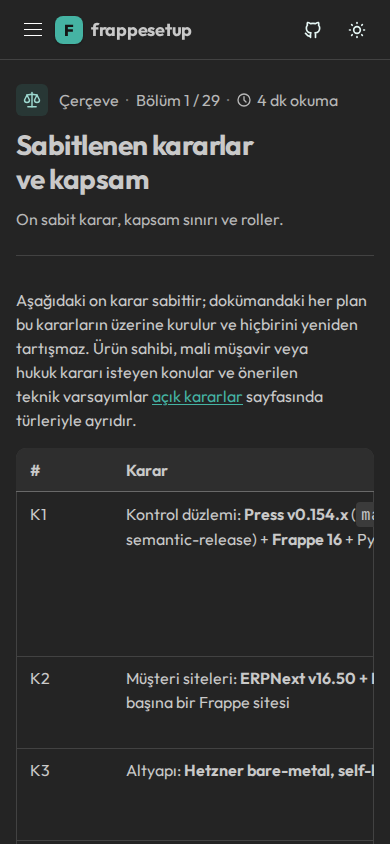 F frappesetup
Çerçeve · Bölüm 1 / 29 · 4 dk okuma
Sabitlenen kararlar
ve kapsam
On sabit karar, kapsam sınırı ve roller.
Aşağıdaki on karar sabittir; dokümandaki her plan
bu kararların üzerine kurulur ve hiçbirini yeniden
tartışmaz. Ürün sahibi, mali müşavir veya
hukuk kararı isteyen konular ve önerilen
teknik varsayımlar açık kararlar sayfasında
türleriyle ayrıdır.
# Karar
K1 Kontrol düzlemi: Press v0.154.x (
semantic-release) + Frappe 16 + Py
K2 Müşteri siteleri: ERPNext v16.50 +
başına bir Frappe sitesi
K3 Altyapı: Hetzner bare-metal, self-